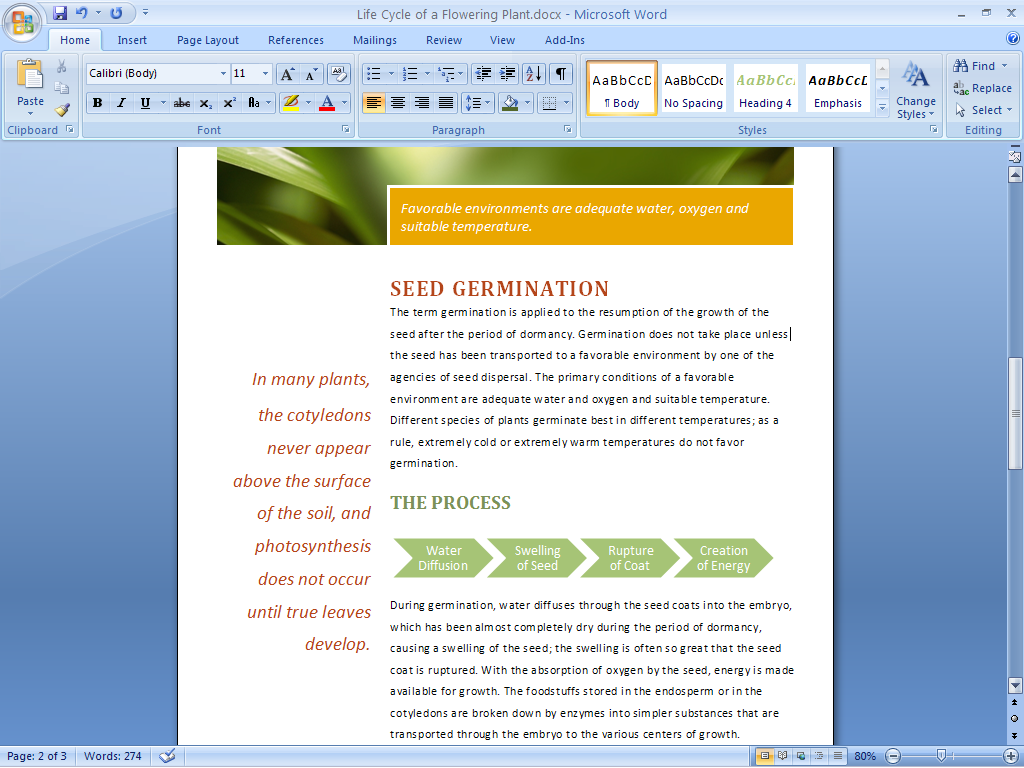 Life Cycle of a Flowering Plant.docx - Microsoft Word
Home Insert Page Layout References Mailings Review View Add-Ins
Paste
Clipboard
Calibri (Body) 11
Font
Paragraph
AaBbCcD AaBbCcDc AaBbCc. AaBbCcL
¶ Body No Spacing Heading 4 Emphasis
Change
Styles
Styles
Find
Replace
Select
Editing
Favorable environments are adequate water, oxygen and
suitable temperature.
SEED GERMINATION
The term germination is applied to the resumption of the growth of the
seed after the period of dormancy. Germination does not take place unless
the seed has been transported to a favorable environment by one of the
agencies of seed dispersal. The primary conditions of a favorable
environment are adequate water and oxygen and suitable temperature.
Different species of plants germinate best in different temperatures; as a
rule, extremely cold or extremely warm temperatures do not favor
germination.
In many plants,
the cotyledons
never appear
above the surface
of the soil, and
photosynthesis
does not occur
until true leaves
develop.
THE PROCESS
Water
Diffusion
Swelling
of Seed
Rupture
of Coat
Creation
of Energy
During germination, water diffuses through the seed coats into the embryo,
which has been almost completely dry during the period of dormancy,
causing a swelling of the seed; the swelling is often so great that the seed
coat is ruptured. With the absorption of oxygen by the seed, energy is made
available for growth. The foodstuffs stored in the endosperm or in the
cotyledons are broken down by enzymes into simpler substances that are
transported through the embryo to the various centers of growth.
Page: 2 of 3 Words: 274 80%